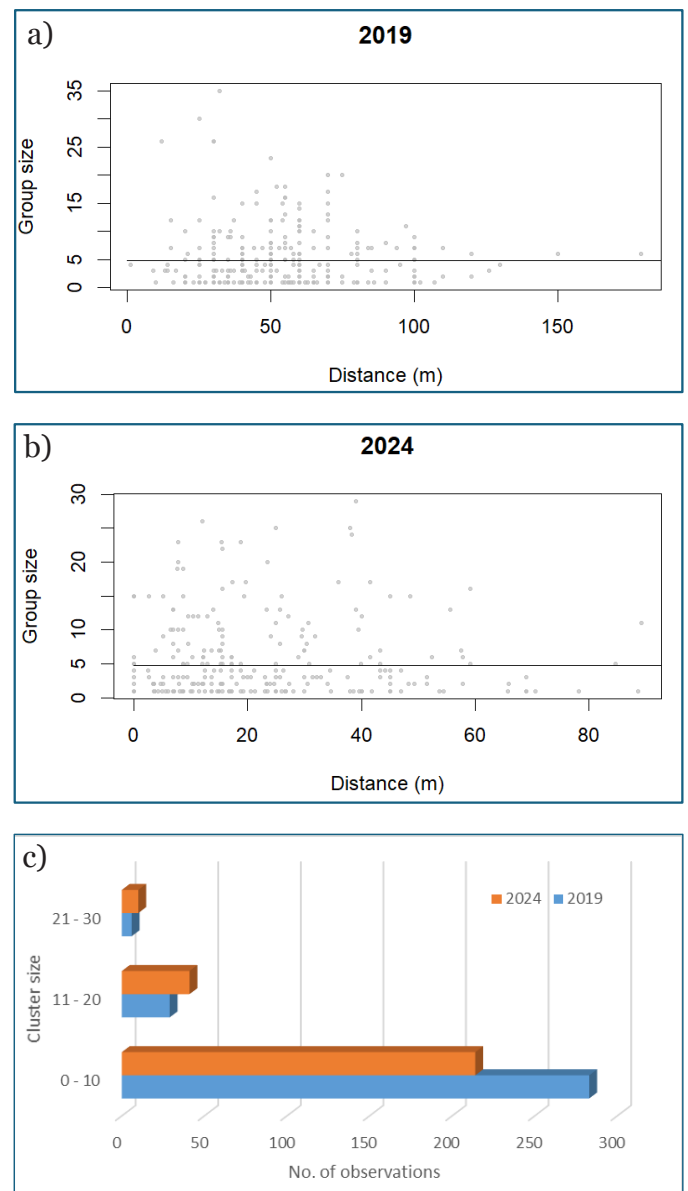 a)
2019
35
25
15
5
0
Group size
0 50 100 150
Distance (m)
b)
2024
30
20
10
5
0
Group size
0 20 40 60 80
Distance (m)
c)
2024 2019
21 - 30
11 - 20
0 - 10
Cluster size
0 50 100 150 200 250 300
No. of observations